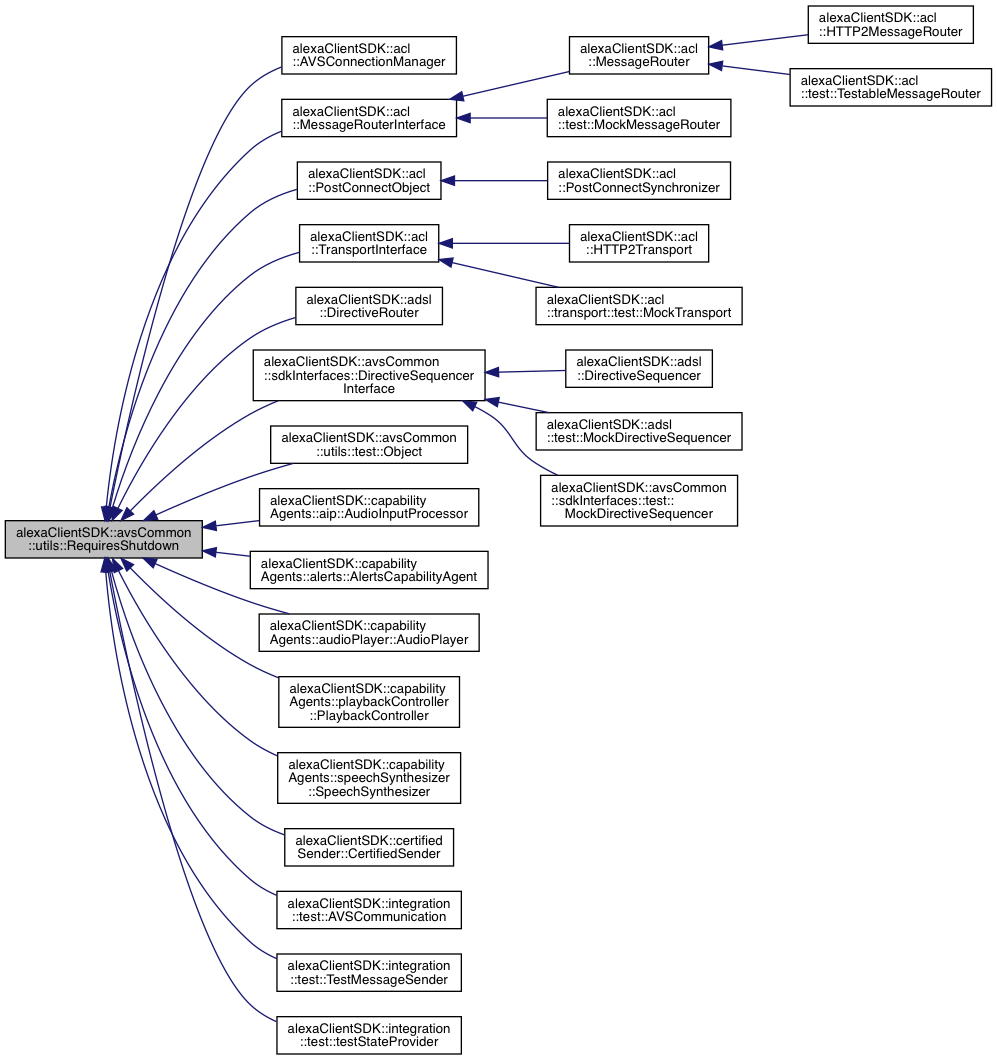 alexaClientSDK::avsCommon
::utils::RequiresShutdown
alexaClientSDK::acl
::AVSConnectionManager
alexaClientSDK::acl
::MessageRouterInterface
alexaClientSDK::acl
::MessageRouter
alexaClientSDK::acl
::HTTP2MessageRouter
alexaClientSDK::acl
::test::TestableMessageRouter
alexaClientSDK::acl
::test::MockMessageRouter
alexaClientSDK::acl
::PostConnectObject
alexaClientSDK::acl
::PostConnectSynchronizer
alexaClientSDK::acl
::TransportInterface
alexaClientSDK::acl
::HTTP2Transport
alexaClientSDK::acl
::transport::test::MockTransport
alexaClientSDK::adsl
::DirectiveRouter
alexaClientSDK::avsCommon
::sdkInterfaces::DirectiveSequencer
Interface
alexaClientSDK::adsl
::DirectiveSequencer
alexaClientSDK::adsl
::test::MockDirectiveSequencer
alexaClientSDK::avsCommon
::sdkInterfaces::test::
MockDirectiveSequencer
alexaClientSDK::avsCommon
::utils::test::Object
alexaClientSDK::capability
Agents::aip::AudioInputProcessor
alexaClientSDK::capability
Agents::alerts::AlertsCapabilityAgent
alexaClientSDK::capability
Agents::audioPlayer::AudioPlayer
alexaClientSDK::capability
Agents::playbackController
::PlaybackController
alexaClientSDK::capability
Agents::speechSynthesizer
::SpeechSynthesizer
alexaClientSDK::certified
Sender::CertifiedSender
alexaClientSDK::integration
::test::AVSCommunication
alexaClientSDK::integration
::test::TestMessageSender
alexaClientSDK::integration
::test::testStateProvider